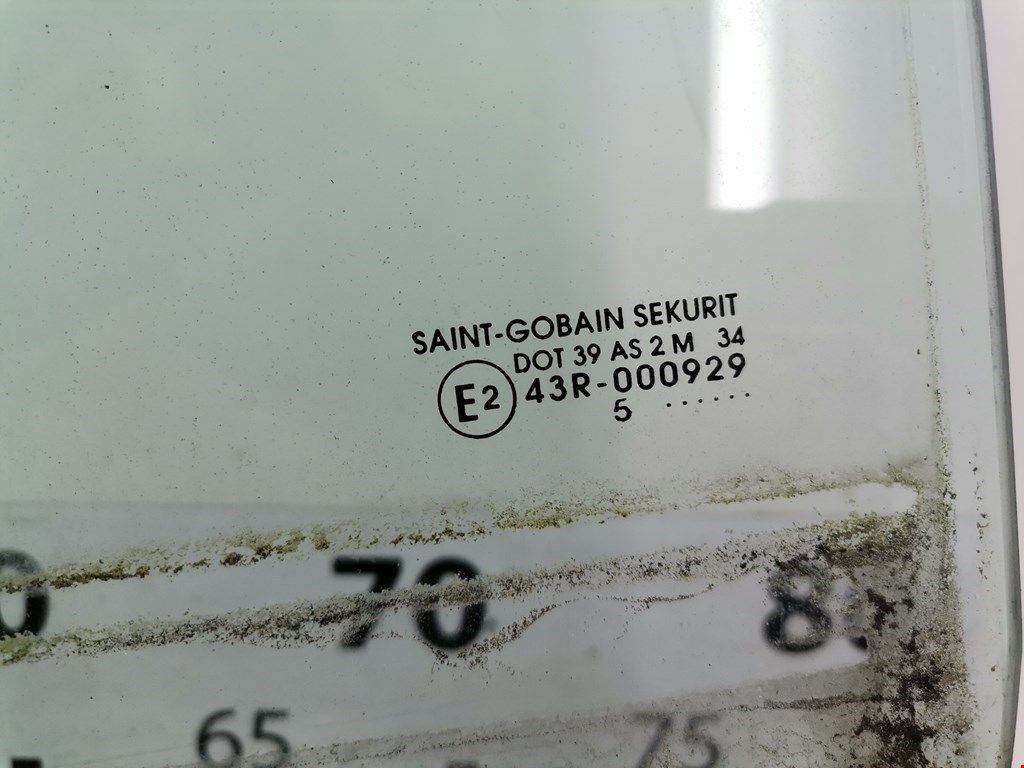 SAINT-GOBAIN SEKURIT
DOT 39 AS 2 M 34
E2 43R-000929
5 ......
70
65 75